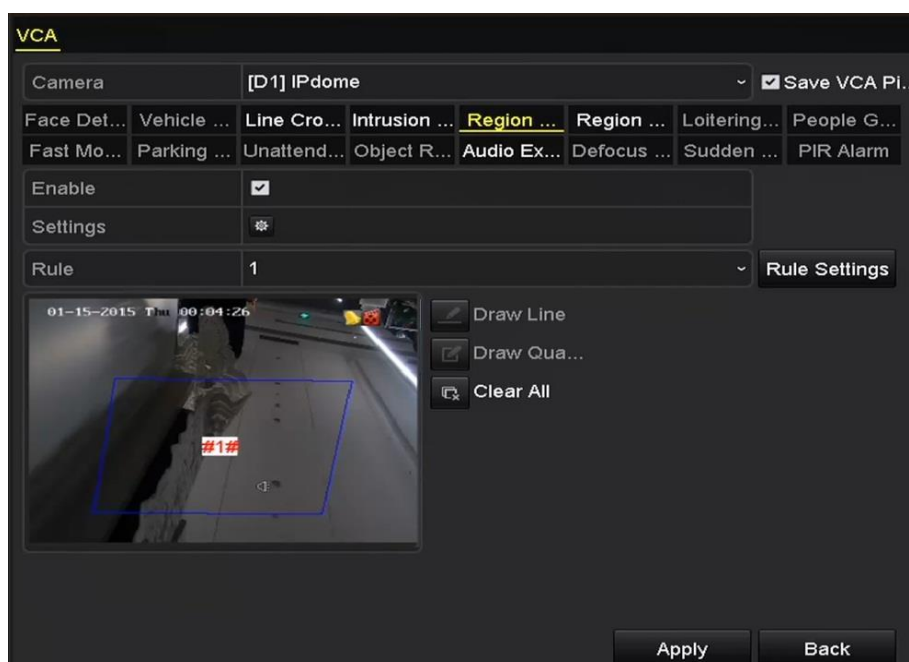 VCA
Camera [D1] IPdome Save VCA Pi.
Face Det... Vehicle ... Line Cro... Intrusion ... Region ... Region ... Loitering... People G...
Fast Mo... Parking ... Unattend... Object R... Audio Ex... Defocus ... Sudden ... PIR Alarm
Enable
Settings
Rule 1 Rule Settings
01-15-2015 Thu 00:04:26
Draw Line
Draw Qua...
Clear All
#1#
Apply Back